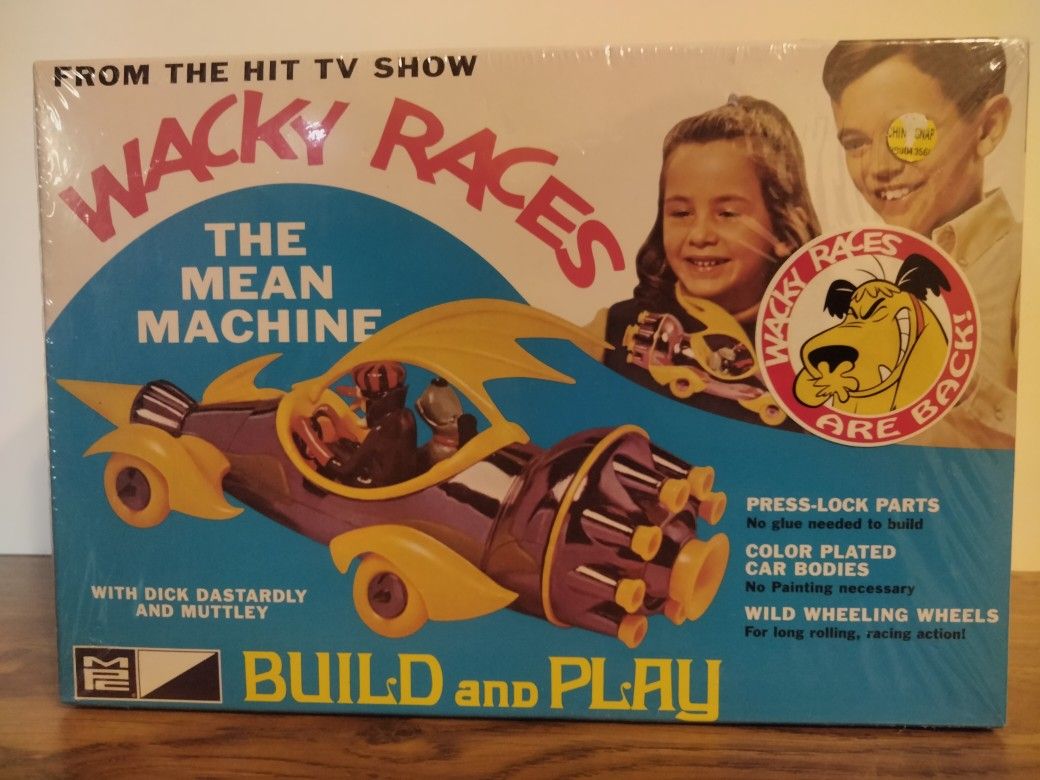 FROM THE HIT TV SHOW
WACKY RACES
THE
MEAN
MACHINE
WACKY RACES
ARE BACK!
PRESS-LOCK PARTS
No glue needed to build
COLOR PLATED
CAR BODIES
No Painting necessary
WILD WHEELING WHEELS
For long rolling, racing action!
WITH DICK DASTARDLY
AND MUTTLEY
MPC
BUILD and PLAY